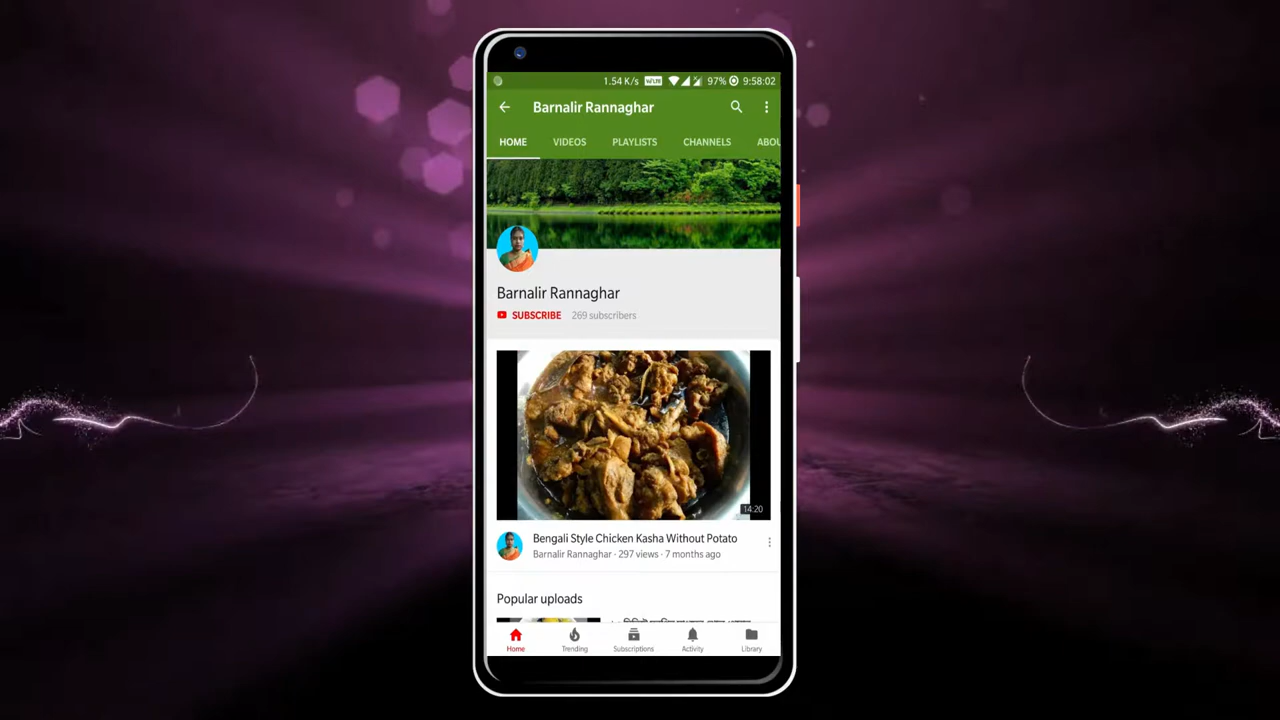 1.54 K/s VoLTE 97% 9:58:02
Barnalir Rannaghar
HOME VIDEOS PLAYLISTS CHANNELS ABOU
Barnalir Rannaghar
SUBSCRIBE 269 subscribers
14:20
Bengali Style Chicken Kasha Without Potato
Barnalir Rannaghar · 297 views · 7 months ago
Popular uploads
Home Trending Subscriptions Activity Library